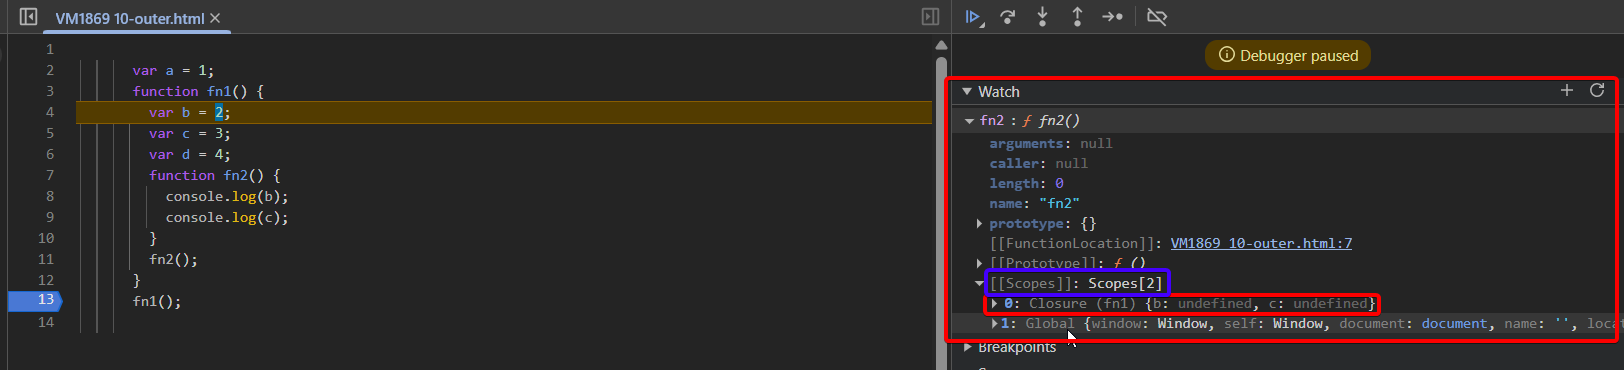 VM1869 10-outer.html ×
1
2 var a = 1;
3 function fn1() {
4 var b = 2;
5 var c = 3;
6 var d = 4;
7 function fn2() {
8 console.log(b);
9 console.log(c);
10 }
11 fn2();
12 }
13 fn1();
14
Debugger paused
Watch
fn2 : ƒ fn2()
arguments: null
caller: null
length: 0
name: "fn2"
prototype: {}
[[FunctionLocation]]: VM1869 10-outer.html:7
[[Prototype]]: ƒ ()
[[Scopes]]: Scopes[2]
0: Closure (fn1) {b: undefined, c: undefined}
1: Global {window: Window, self: Window, document: document, name: '', locat
Breakpoints